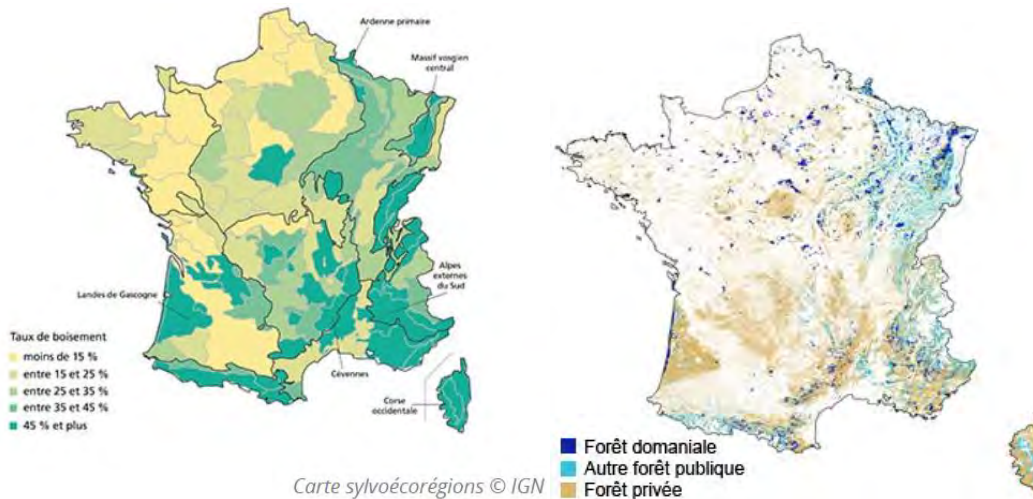 Ardenne primaire
Massif vosgien
central
Landes de Gascogne
Alpes
externes
du Sud
Cévennes
Corse
occidentale
Taux de boisement
moins de 15 %
entre 15 et 25 %
entre 25 et 35 %
entre 35 et 45 %
45 % et plus
Carte sylvoécorégions © IGN
Forêt domaniale
Autre forêt publique
Forêt privée